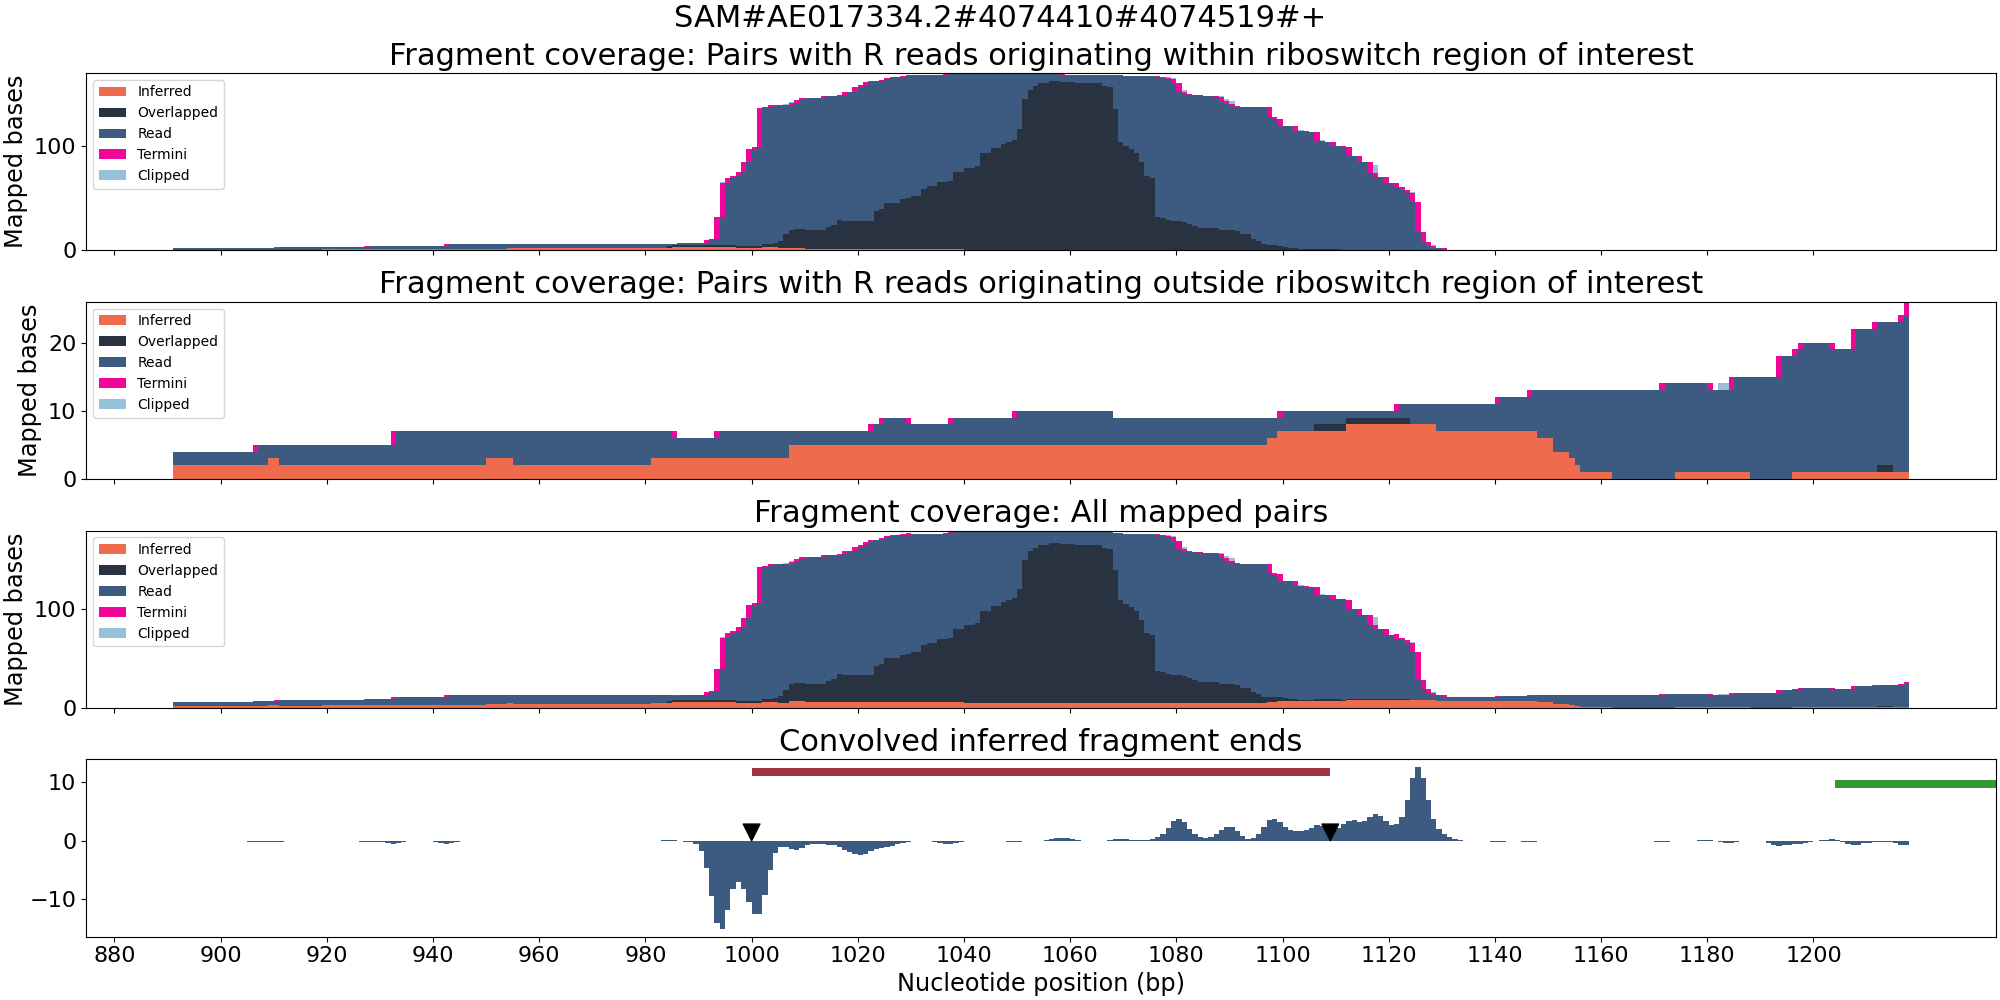 SAM#AE017334.2#4074410#4074519#+
Fragment coverage: Pairs with R reads originating within riboswitch region of interest
Mapped bases
100
0
Inferred
Overlapped
Read
Termini
Clipped
Fragment coverage: Pairs with R reads originating outside riboswitch region of interest
Mapped bases
20
10
0
Inferred
Overlapped
Read
Termini
Clipped
Fragment coverage: All mapped pairs
Mapped bases
100
0
Inferred
Overlapped
Read
Termini
Clipped
Convolved inferred fragment ends
10
0
−10
880 900 920 940 960 980 1000 1020 1040 1060 1080 1100 1120 1140 1160 1180 1200
Nucleotide position (bp)